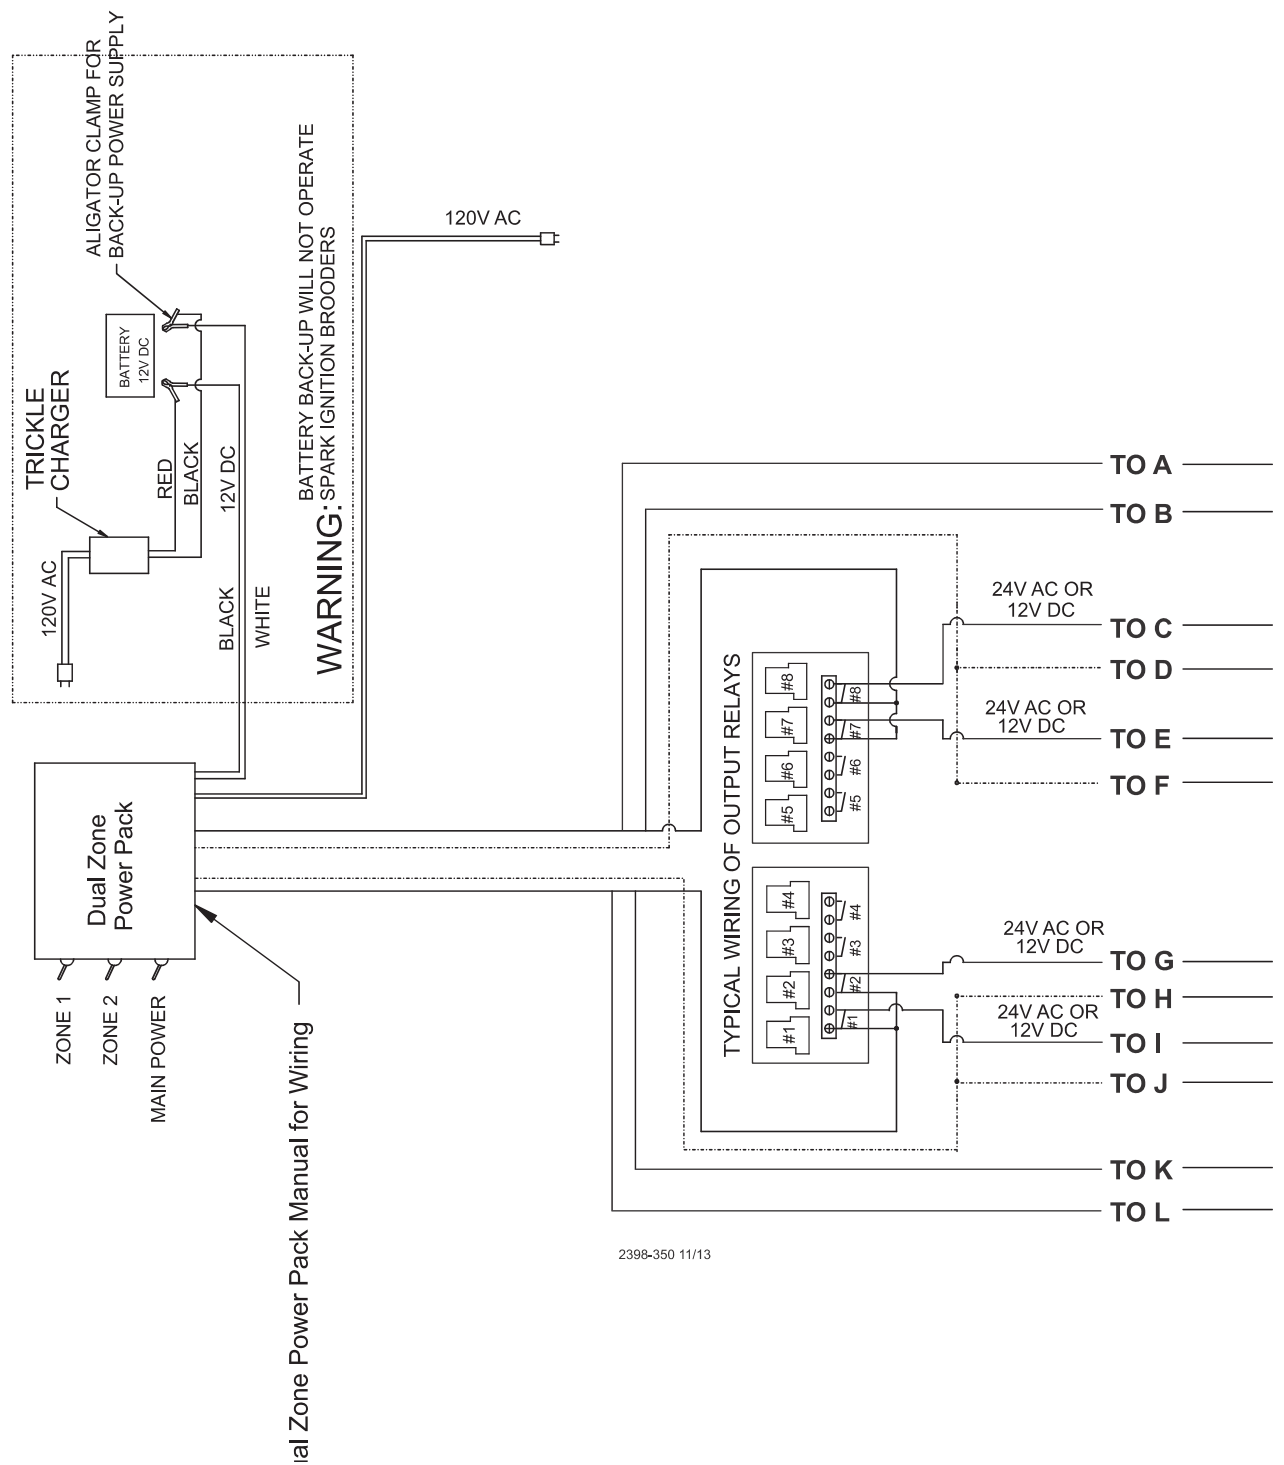 ALIGATOR CLAMP FOR
BACK-UP POWER SUPPLY
BATTERY
12V DC
TRICKLE
CHARGER
RED
BLACK
12V DC
120V AC
BLACK
WHITE
WARNING:
BATTERY BACK-UP WILL NOT OPERATE
SPARK IGNITION BROODERS
120V AC
Dual Zone
Power Pack
ZONE 1
ZONE 2
MAIN POWER
Zone Power Pack Manual for Wiring
TYPICAL WIRING OF OUTPUT RELAYS
#8
#7
#6
#5
#8
#7
#6
#5
#4
#3
#2
#1
#4
#3
#2
#1
TO A
TO B
24V AC OR
12V DC
TO C
TO D
24V AC OR
12V DC
TO E
TO F
24V AC OR
12V DC
TO G
TO H
24V AC OR
12V DC
TO I
TO J
TO K
TO L
2398-350 11/13